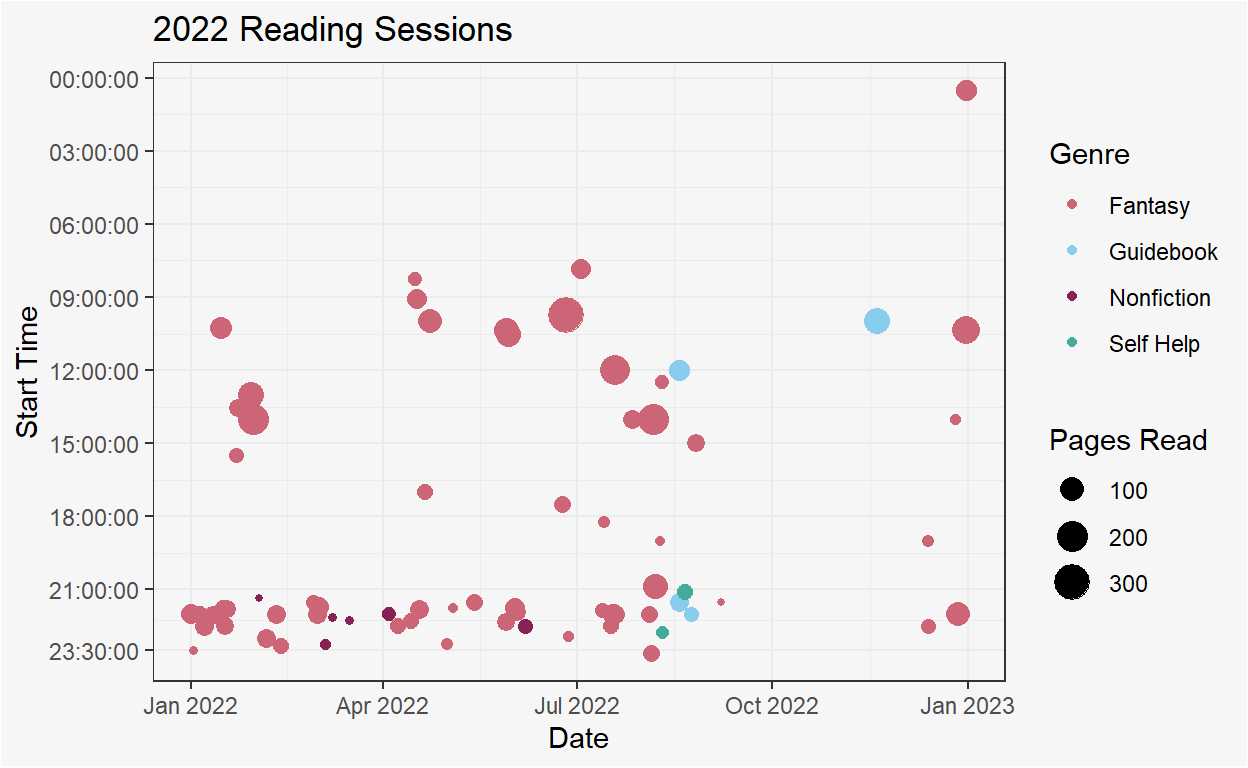 2022 Reading Sessions
00:00:00
03:00:00
06:00:00
09:00:00
12:00:00
15:00:00
18:00:00
21:00:00
23:30:00
Start Time
Jan 2022
Apr 2022
Jul 2022
Oct 2022
Jan 2023
Date
Genre
Fantasy
Guidebook
Nonfiction
Self Help
Pages Read
100
200
300